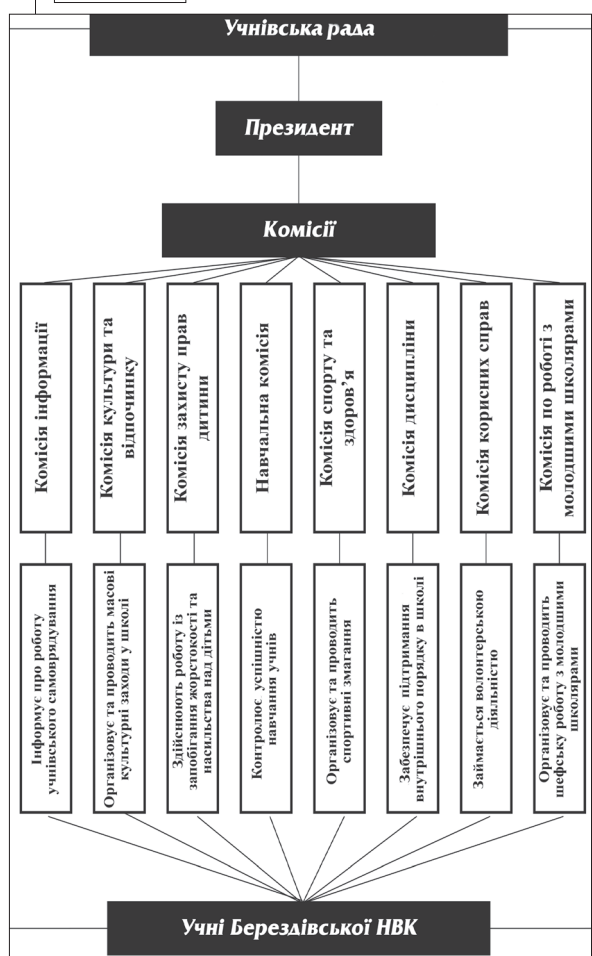 Учнівська рада
Президент
Комісії
Комісія інформації
Комісія культури та
відпочинку
Комісія захисту прав
дитини
Навчальна комісія
Комісія спорту та
здоров’я
Комісія дисципліни
Комісія корисних справ
Комісія по роботі з
молодшими школярами
Інформує про роботу
учнівського самоврядування
Організовує та проводить масові
культурні заходи у школі
Здійснюють роботу із
запобігання жорстокості та
насильства над дітьми
Контролює успішністю
навчання учнів
Організовує та проводить
спортивні змагання
Забезпечує підтримання
внутрішнього порядку в школі
Займається волонтерською
діяльністю
Організовує та проводить
шефську роботу з молодшими
школярами
Учні Берездівської НВК